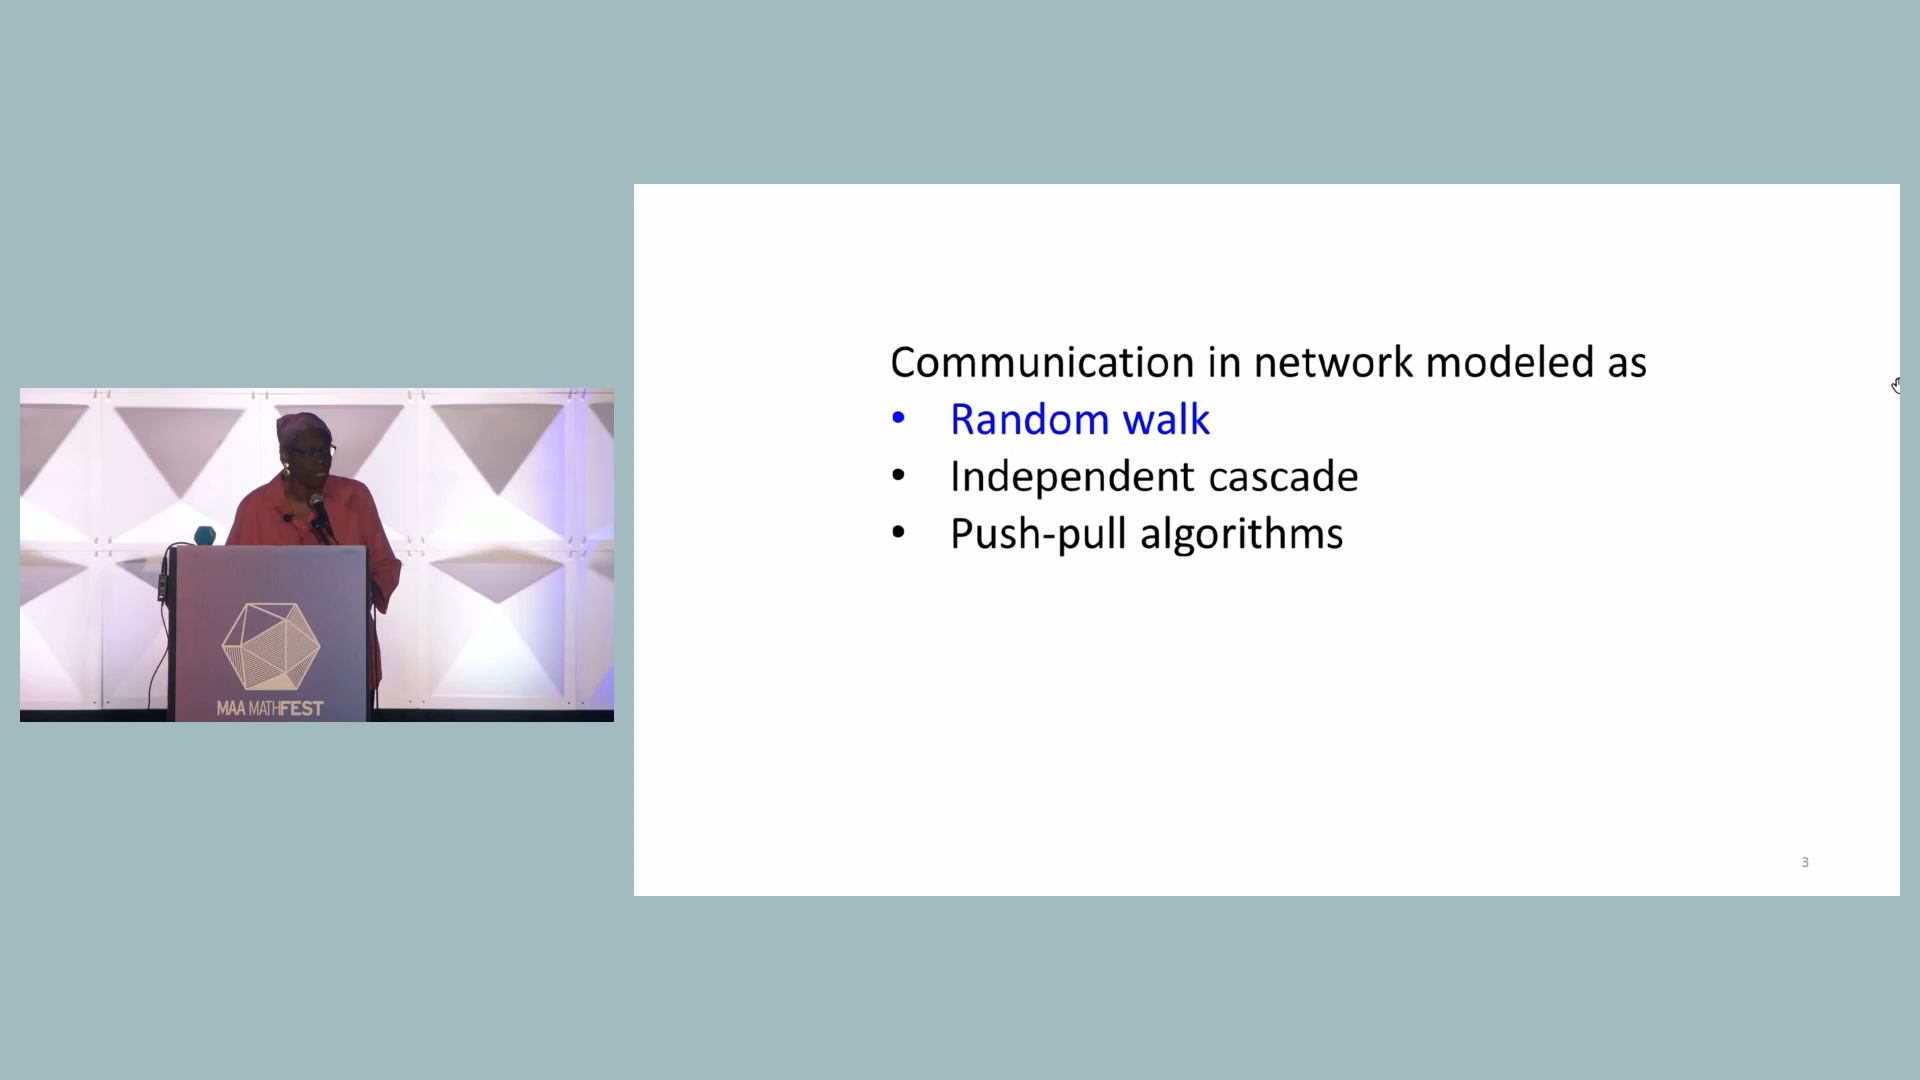 Communication in network modeled as
• Random walk
• Independent cascade
• Push-pull algorithms
3
MAA MATHFEST